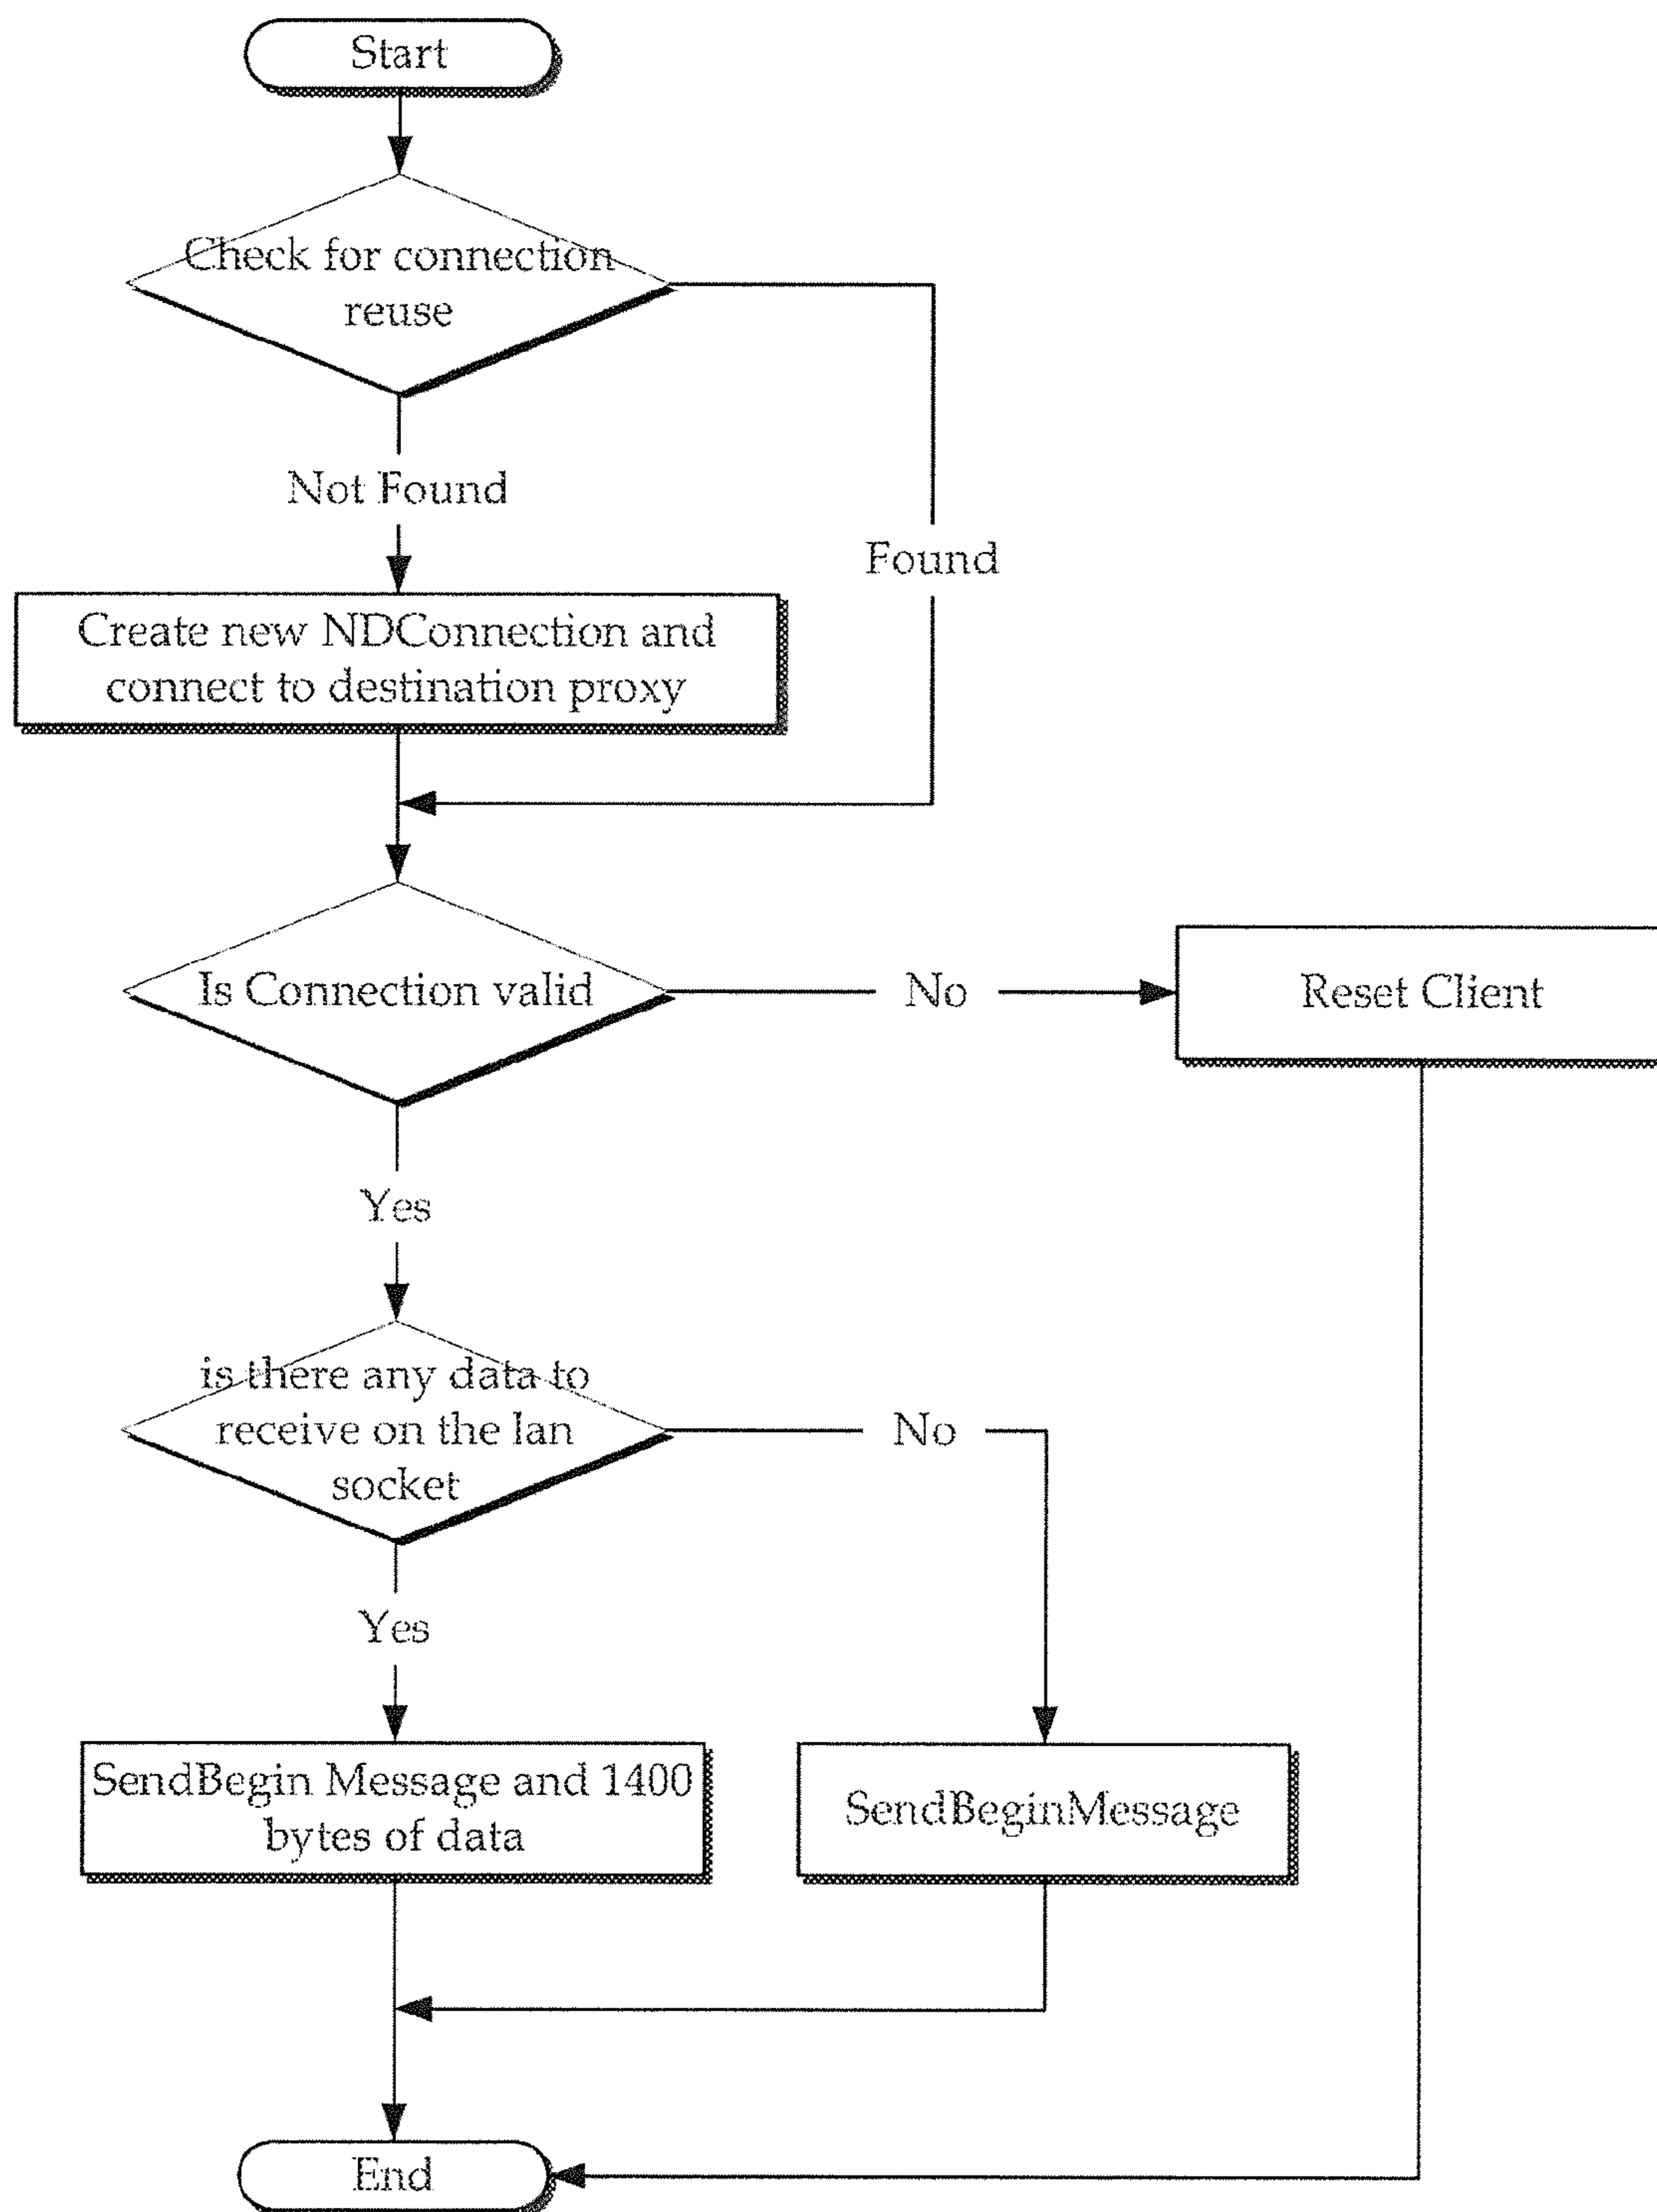 Start
Check for connection
reuse
Not Found
Found
Create new NDConnection and
connect to destination proxy
Is Connection valid
No
Reset Client
Yes
is there any data to
receive on the lan
socket
No
Yes
SendBegin Message and 1400
bytes of data
SendBeginMessage
End